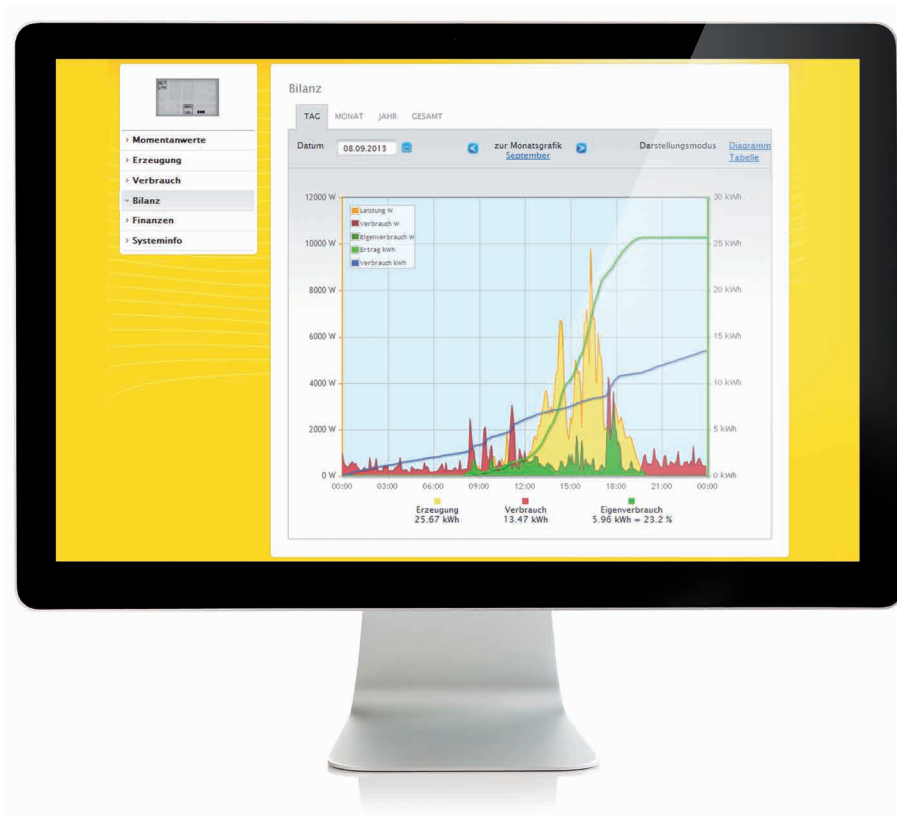 Momentanwerte
Erzeugung
Verbrauch
Bilanz
Finanzen
Systeminfo
Bilanz
TAG MONAT JAHR GESAMT
Datum 08.09.2013 zur Monatsgrafik Darstellungsmodus Diagramm
September Tabelle
12000 W 30 kWh
Leistung W
Verbrauch W
Eigenverbrauch W
Ertrag kWh
Verbrauch kWh
10000 W 25 kWh
8000 W 20 kWh
6000 W 15 kWh
4000 W 10 kWh
2000 W 5 kWh
0 W 0 kWh
00:00 03:00 06:00 09:00 12:00 15:00 18:00 21:00 00:00
Erzeugung Verbrauch Eigenverbrauch
25.67 kWh 13.47 kWh 5.96 kWh = 23.2 %